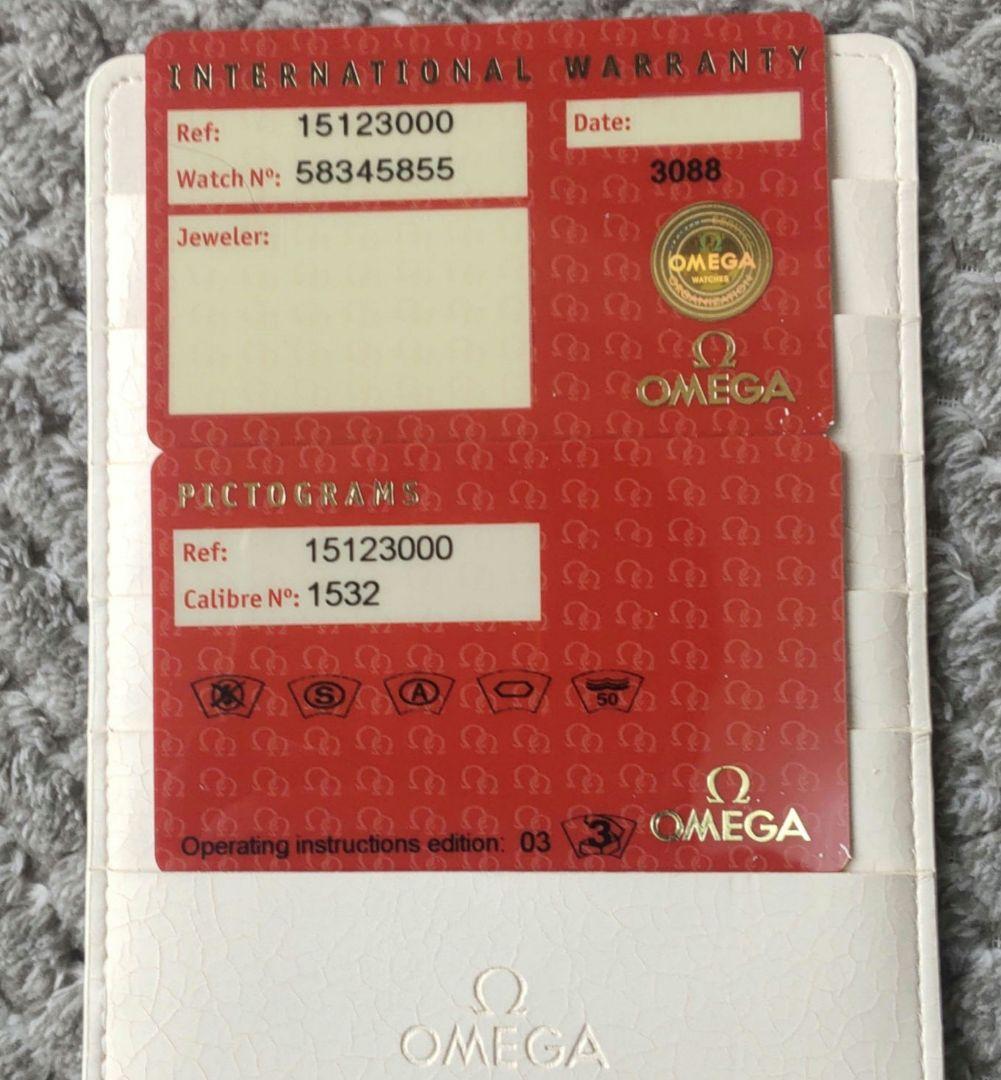 INTERNATIONAL WARRANTY
Ref: 15123000
Watch Nº: 58345855
Date:
3088
Jeweler:
OMEGA
WATCHES
ORGANIZATION
Ω
OMEGA
PICTOGRAMS
Ref: 15123000
Calibre Nº: 1532
S
A
50
Operating instructions edition: 03
3
Ω
OMEGA
Ω
OMEGA